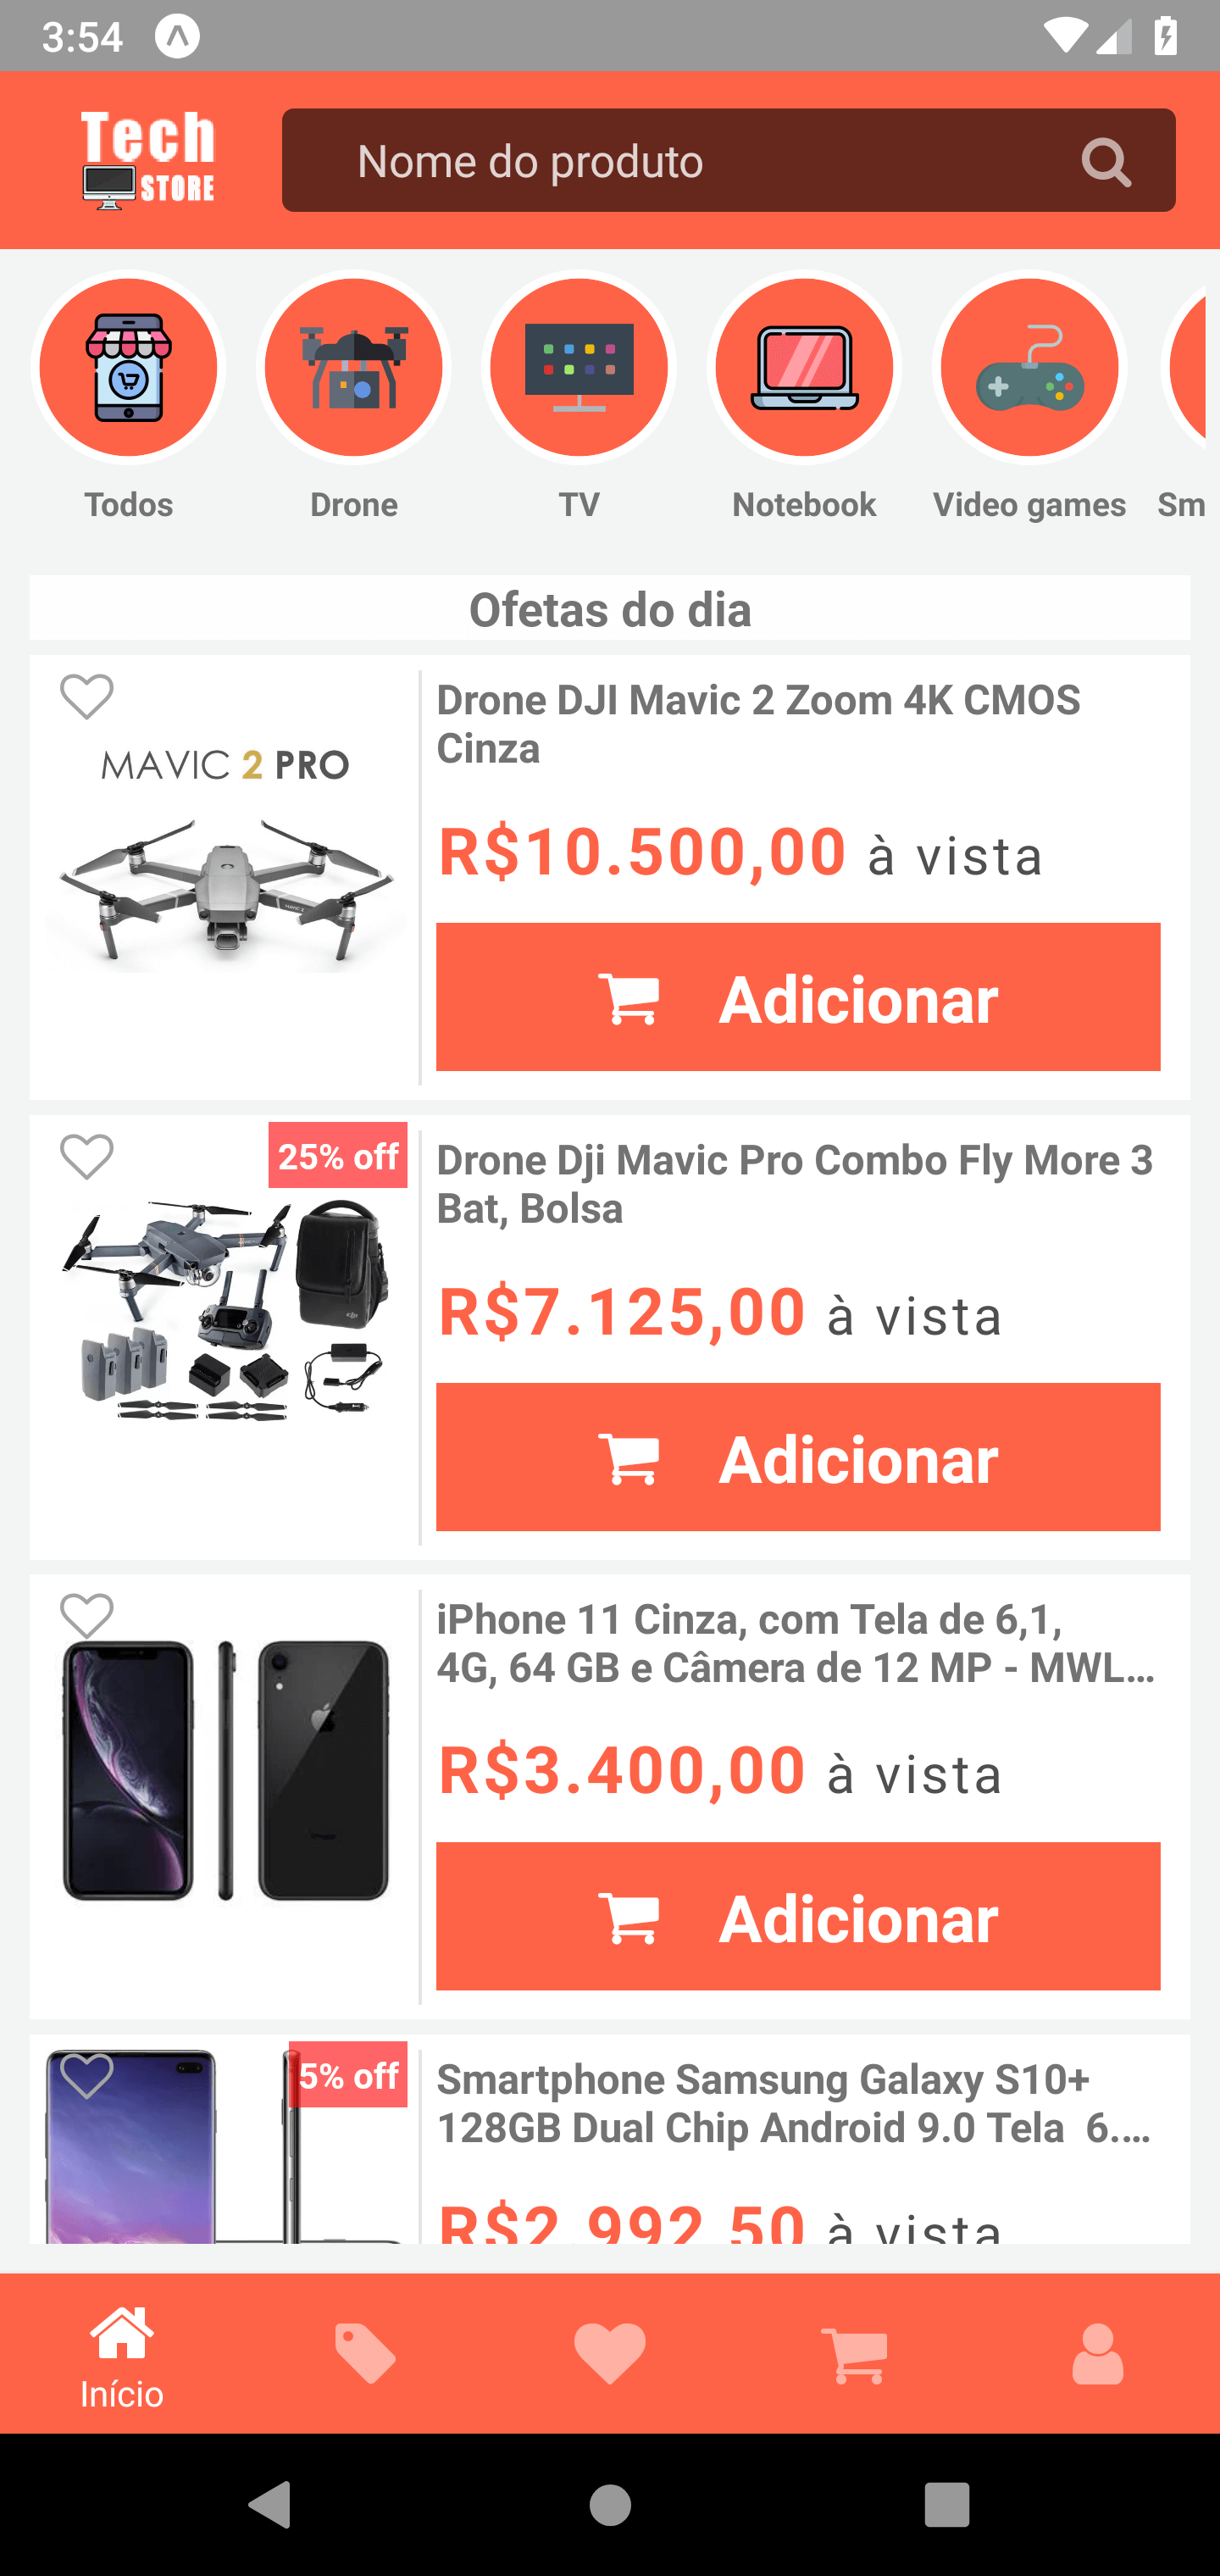 3:54
Tech
STORE
Nome do produto
Todos
Drone
TV
Notebook
Video games
Sm
Ofetas do dia
MAVIC 2 PRO
Drone DJI Mavic 2 Zoom 4K CMOS
Cinza
R$10.500,00 à vista
Adicionar
25% off
Drone Dji Mavic Pro Combo Fly More 3
Bat, Bolsa
R$7.125,00 à vista
Adicionar
iPhone 11 Cinza, com Tela de 6,1,
4G, 64 GB e Câmera de 12 MP - MWL…
R$3.400,00 à vista
Adicionar
5% off
Smartphone Samsung Galaxy S10+
128GB Dual Chip Android 9.0 Tela  6.…
R$2.992,50 à vista
Início